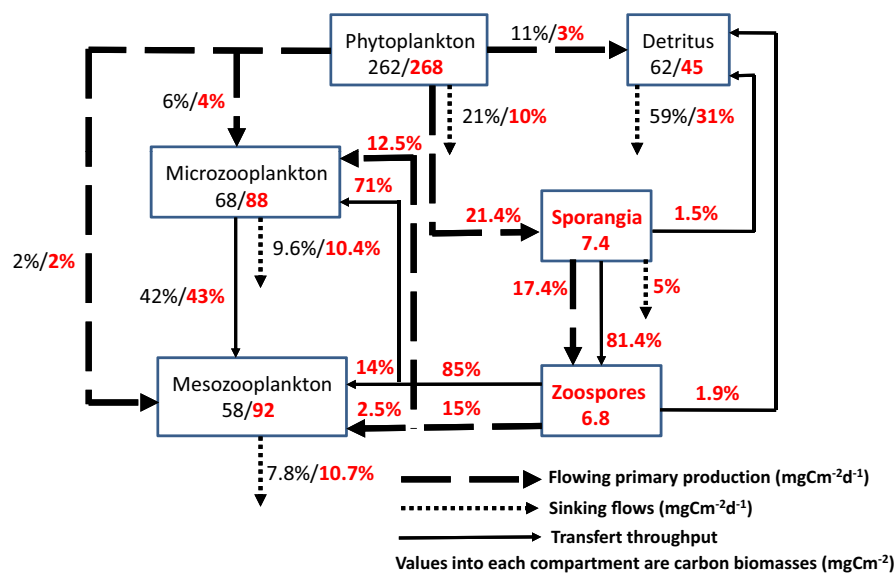 Phytoplankton
262/268
11%/3%
Detritus
62/45
6%/4%
21%/10%
59%/31%
12.5%
Microzooplankton
68/88
71%
21.4%
Sporangia
7.4
1.5%
9.6%/10.4%
2%/2%
42%/43%
17.4%
5%
81.4%
Mesozooplankton
58/92
14%
85%
2.5%
15%
Zoospores
6.8
1.9%
7.8%/10.7%
Flowing primary production (mgCm⁻²d⁻¹)
Sinking flows (mgCm⁻²d⁻¹)
Transfert throughput
Values into each compartment are carbon biomasses (mgCm⁻²)